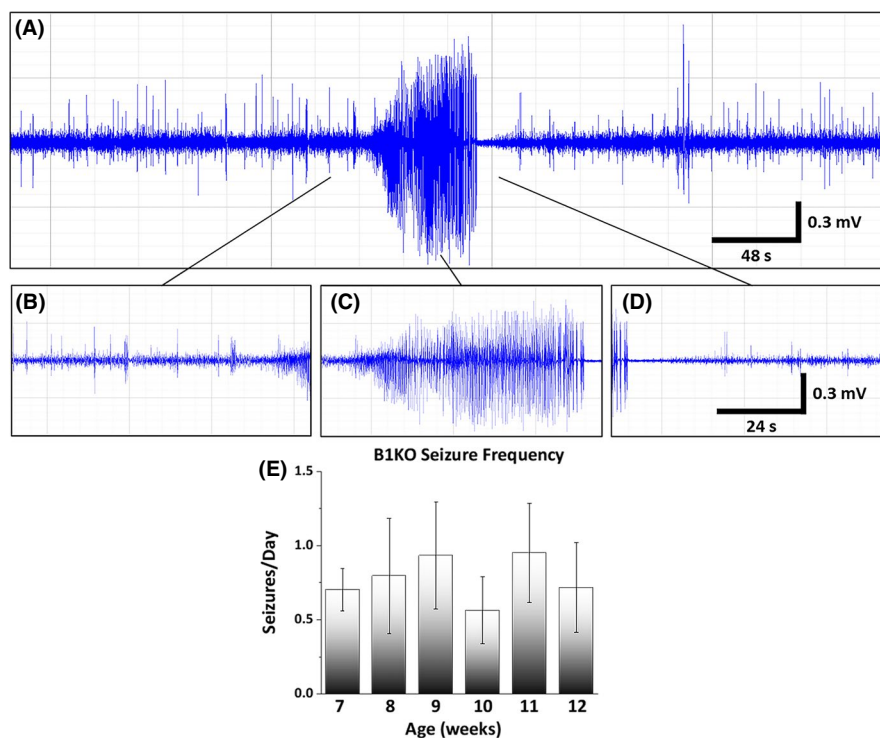 (A)
0.3 mV
48 s
(B)
(C)
(D)
0.3 mV
24 s
B1KO Seizure Frequency
(E)
1.5
1.0
0.5
0.0
Seizures/Day
7 8 9 10 11 12
Age (weeks)